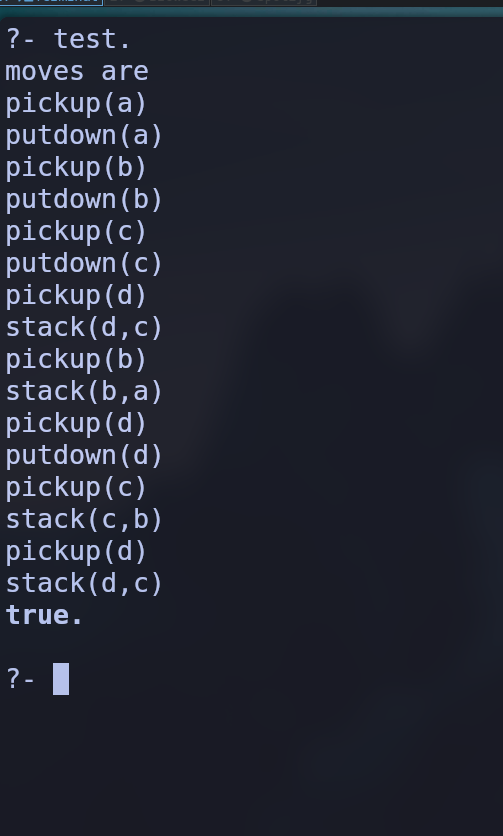 ?- test.
moves are
pickup(a)
putdown(a)
pickup(b)
putdown(b)
pickup(c)
putdown(c)
pickup(d)
stack(d,c)
pickup(b)
stack(b,a)
pickup(d)
putdown(d)
pickup(c)
stack(c,b)
pickup(d)
stack(d,c)
true.
?-